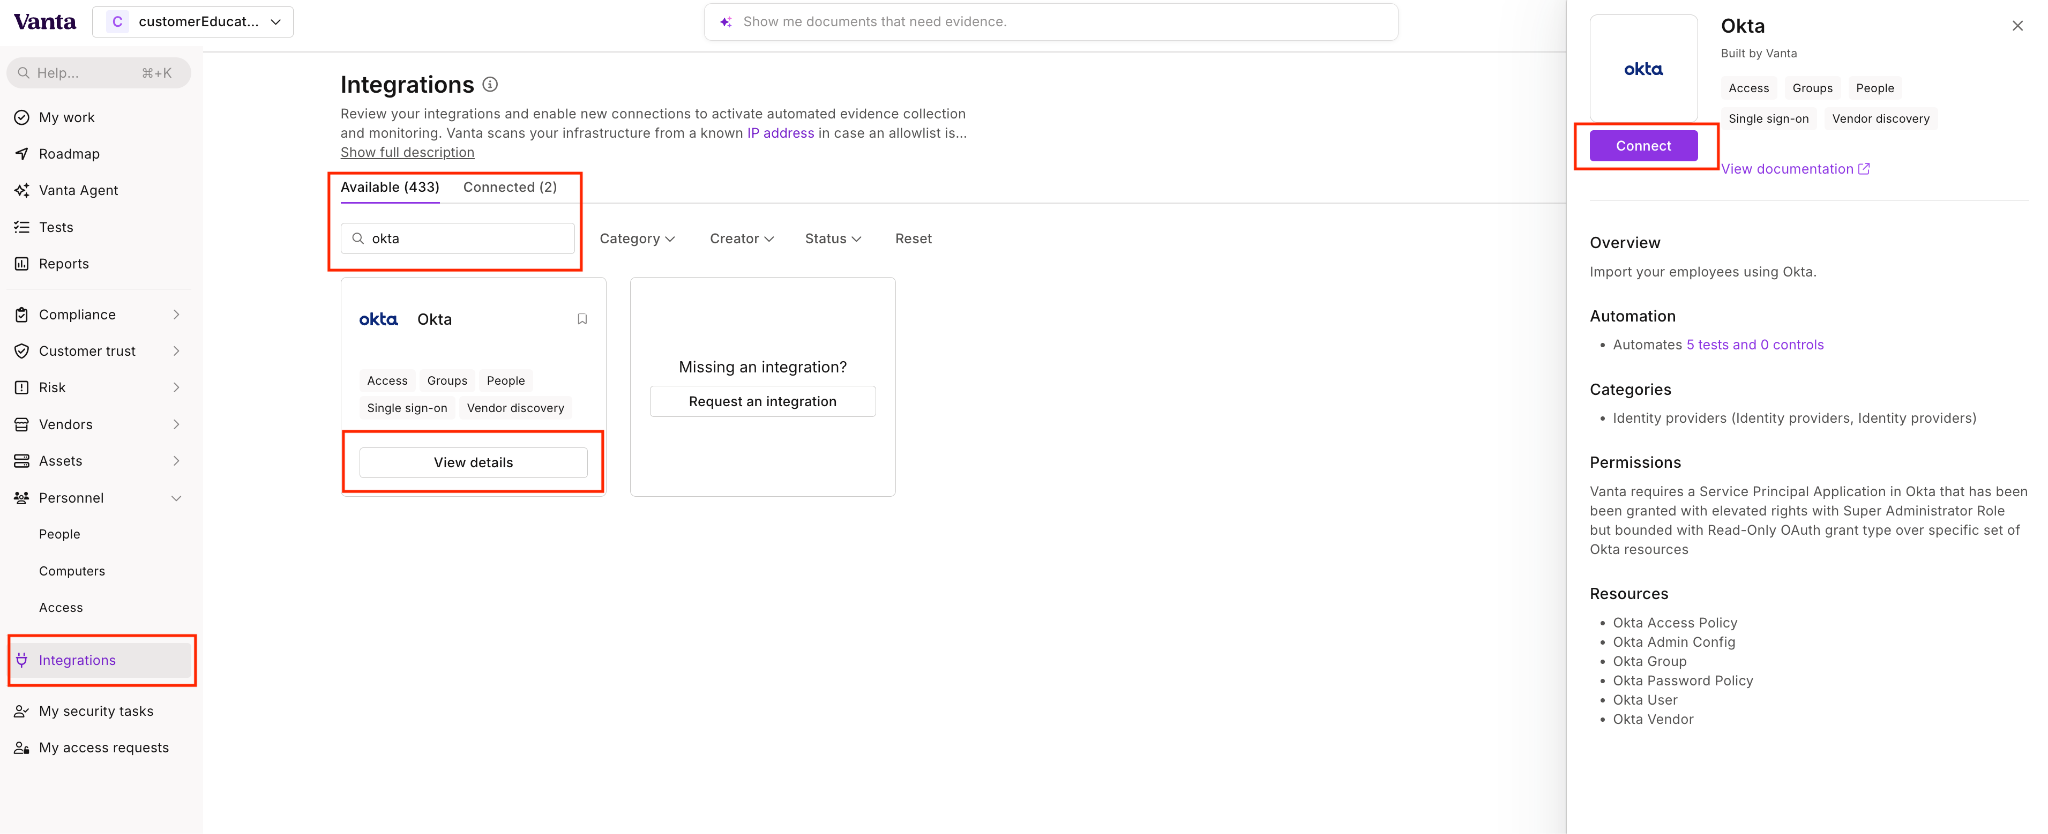 Vanta
C customerEducat...
Show me documents that need evidence.
Help... ⌘+K
My work
Roadmap
Vanta Agent
Tests
Reports
Compliance
Customer trust
Risk
Vendors
Assets
Personnel
People
Computers
Access
Integrations
My security tasks
My access requests
Integrations
Review your integrations and enable new connections to activate automated evidence collection
and monitoring. Vanta scans your infrastructure from a known IP address in case an allowlist is...
Show full description
Available (433) Connected (2)
okta Category Creator Status Reset
okta Okta
Access Groups People
Single sign-on Vendor discovery
View details
Missing an integration?
Request an integration
okta
Okta
Built by Vanta
Access Groups People
Single sign-on Vendor discovery
Connect
View documentation
Overview
Import your employees using Okta.
Automation
• Automates 5 tests and 0 controls
Categories
• Identity providers (Identity providers, Identity providers)
Permissions
Vanta requires a Service Principal Application in Okta that has been
been granted with elevated rights with Super Administrator Role
but bounded with Read-Only OAuth grant type over specific set of
Okta resources
Resources
• Okta Access Policy
• Okta Admin Config
• Okta Group
• Okta Password Policy
• Okta User
• Okta Vendor